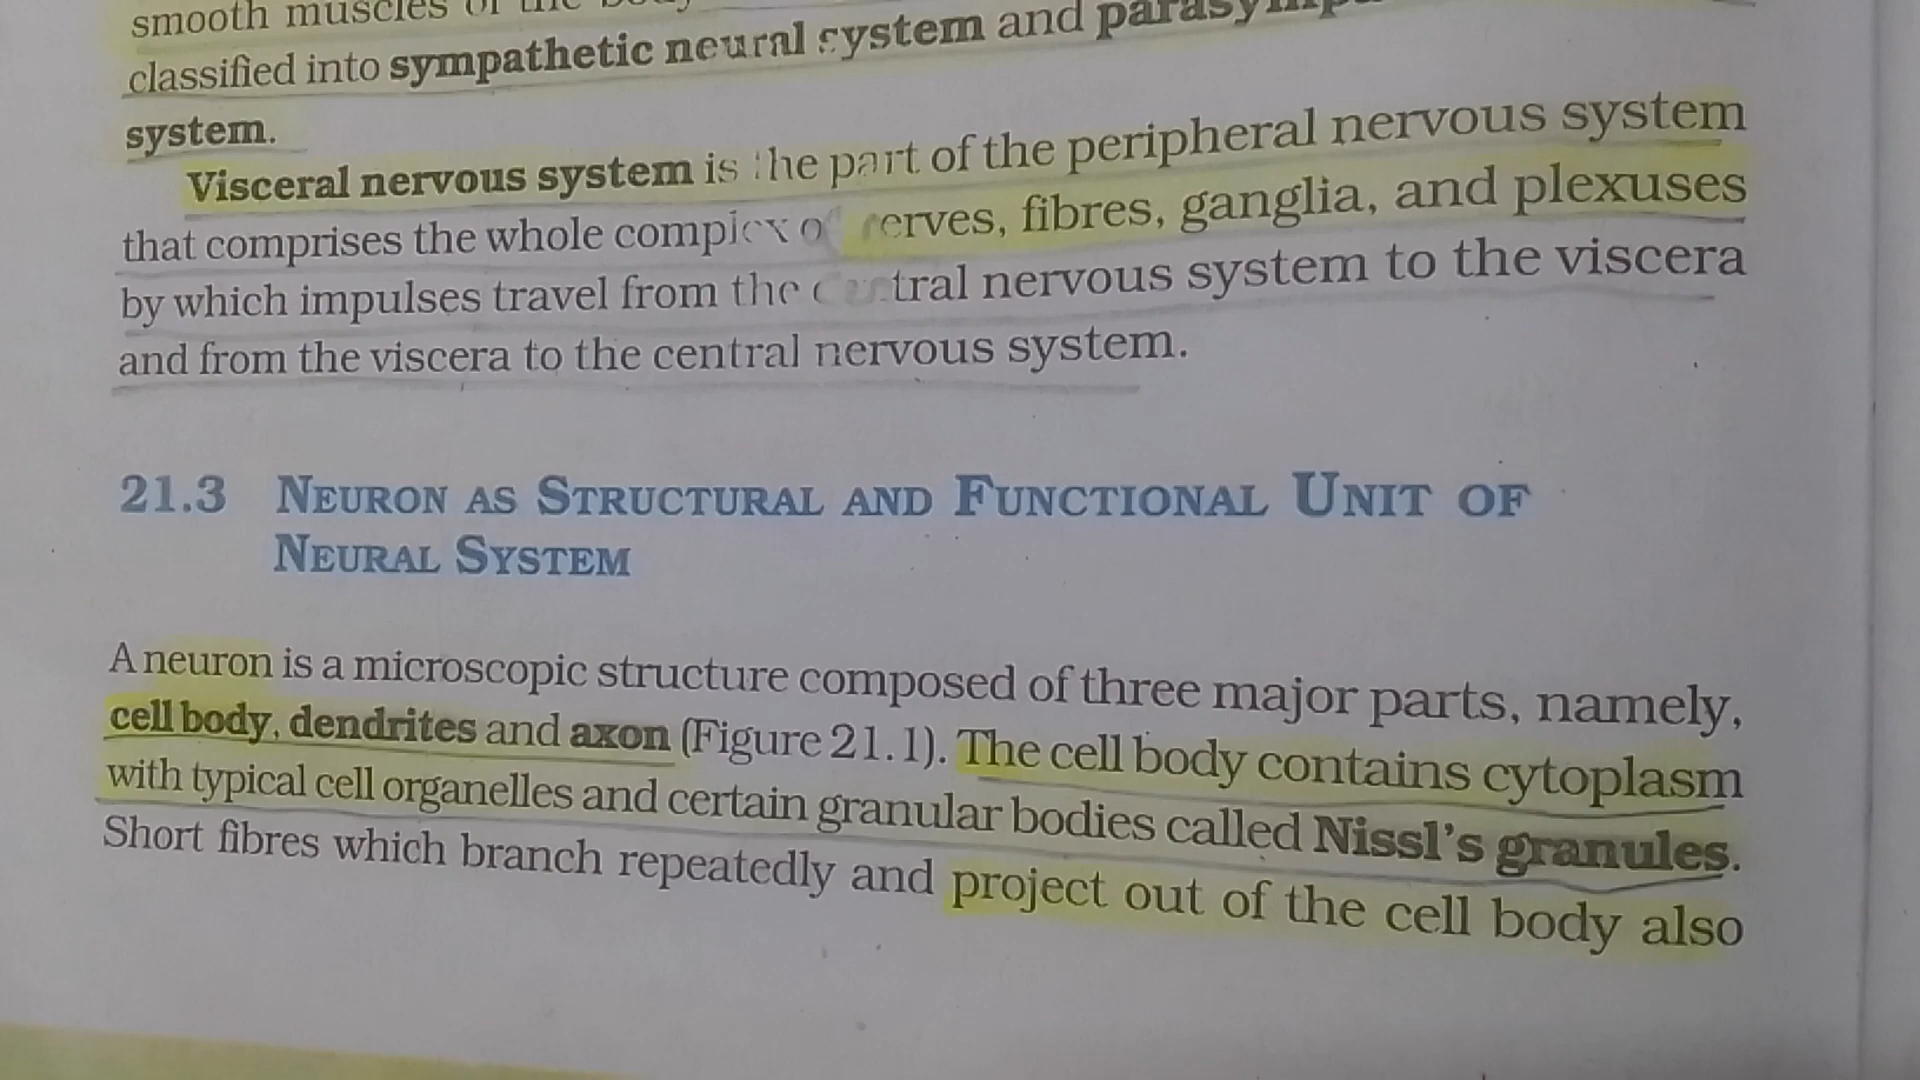 smooth muscles of the body
classified into sympathetic neural system and
system.
Visceral nervous system is the part of the peripheral nervous system
that comprises the whole complex of nerves, fibres, ganglia, and plexuses
by which impulses travel from the central nervous system to the viscera
and from the viscera to the central nervous system.
21.3 NEURON AS STRUCTURAL AND FUNCTIONAL UNIT OF
NEURAL SYSTEM
A neuron is a microscopic structure composed of three major parts, namely,
cell body, dendrites and axon (Figure 21.1). The cell body contains cytoplasm
with typical cell organelles and certain granular bodies called Nissl's granules.
Short fibres which branch repeatedly and project out of the cell body also